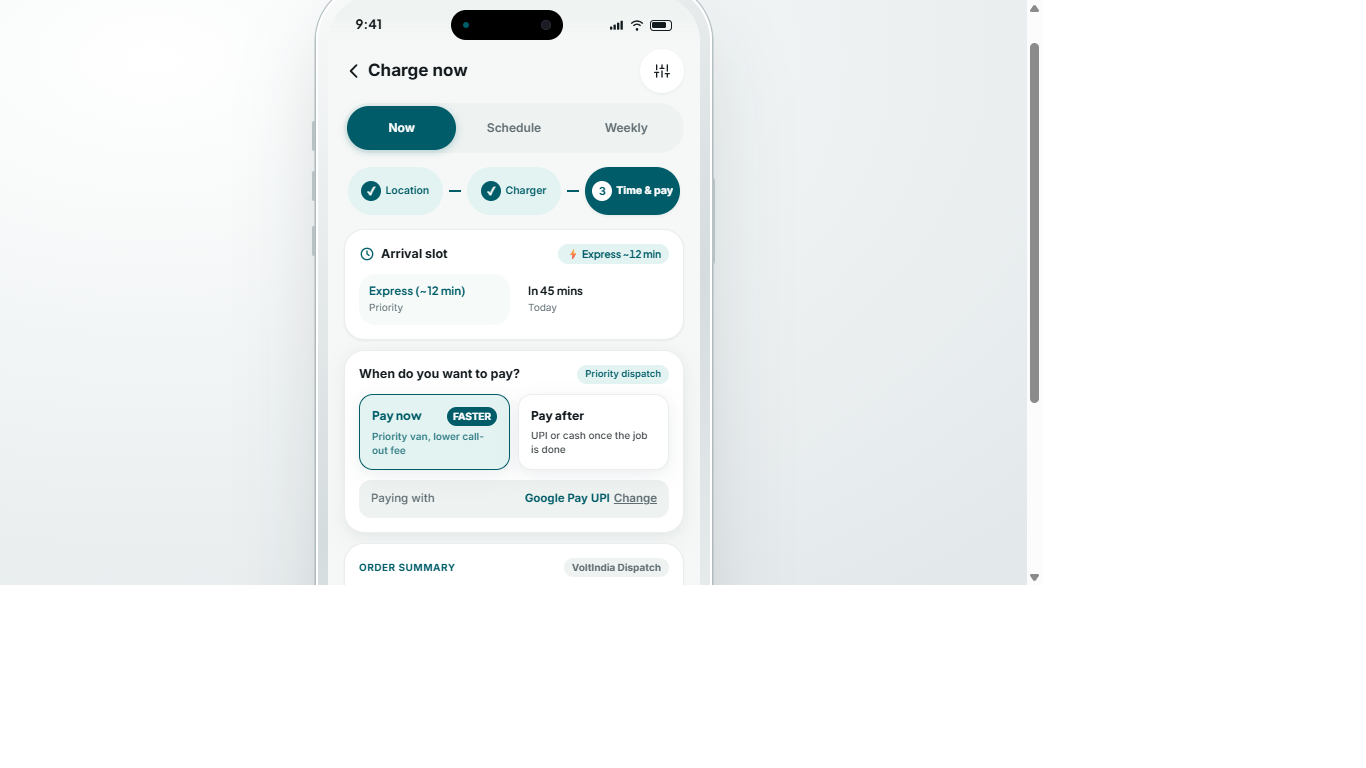 9:41
Charge now
Now Schedule Weekly
Location Charger 3 Time & pay
Arrival slot Express ~12 min
Express (~12 min) In 45 mins
Priority Today
When do you want to pay? Priority dispatch
Pay now FASTER
Priority van, lower call-
out fee
Pay after
UPI or cash once the job
is done
Paying with Google Pay UPI Change
ORDER SUMMARY VoltIndia Dispatch